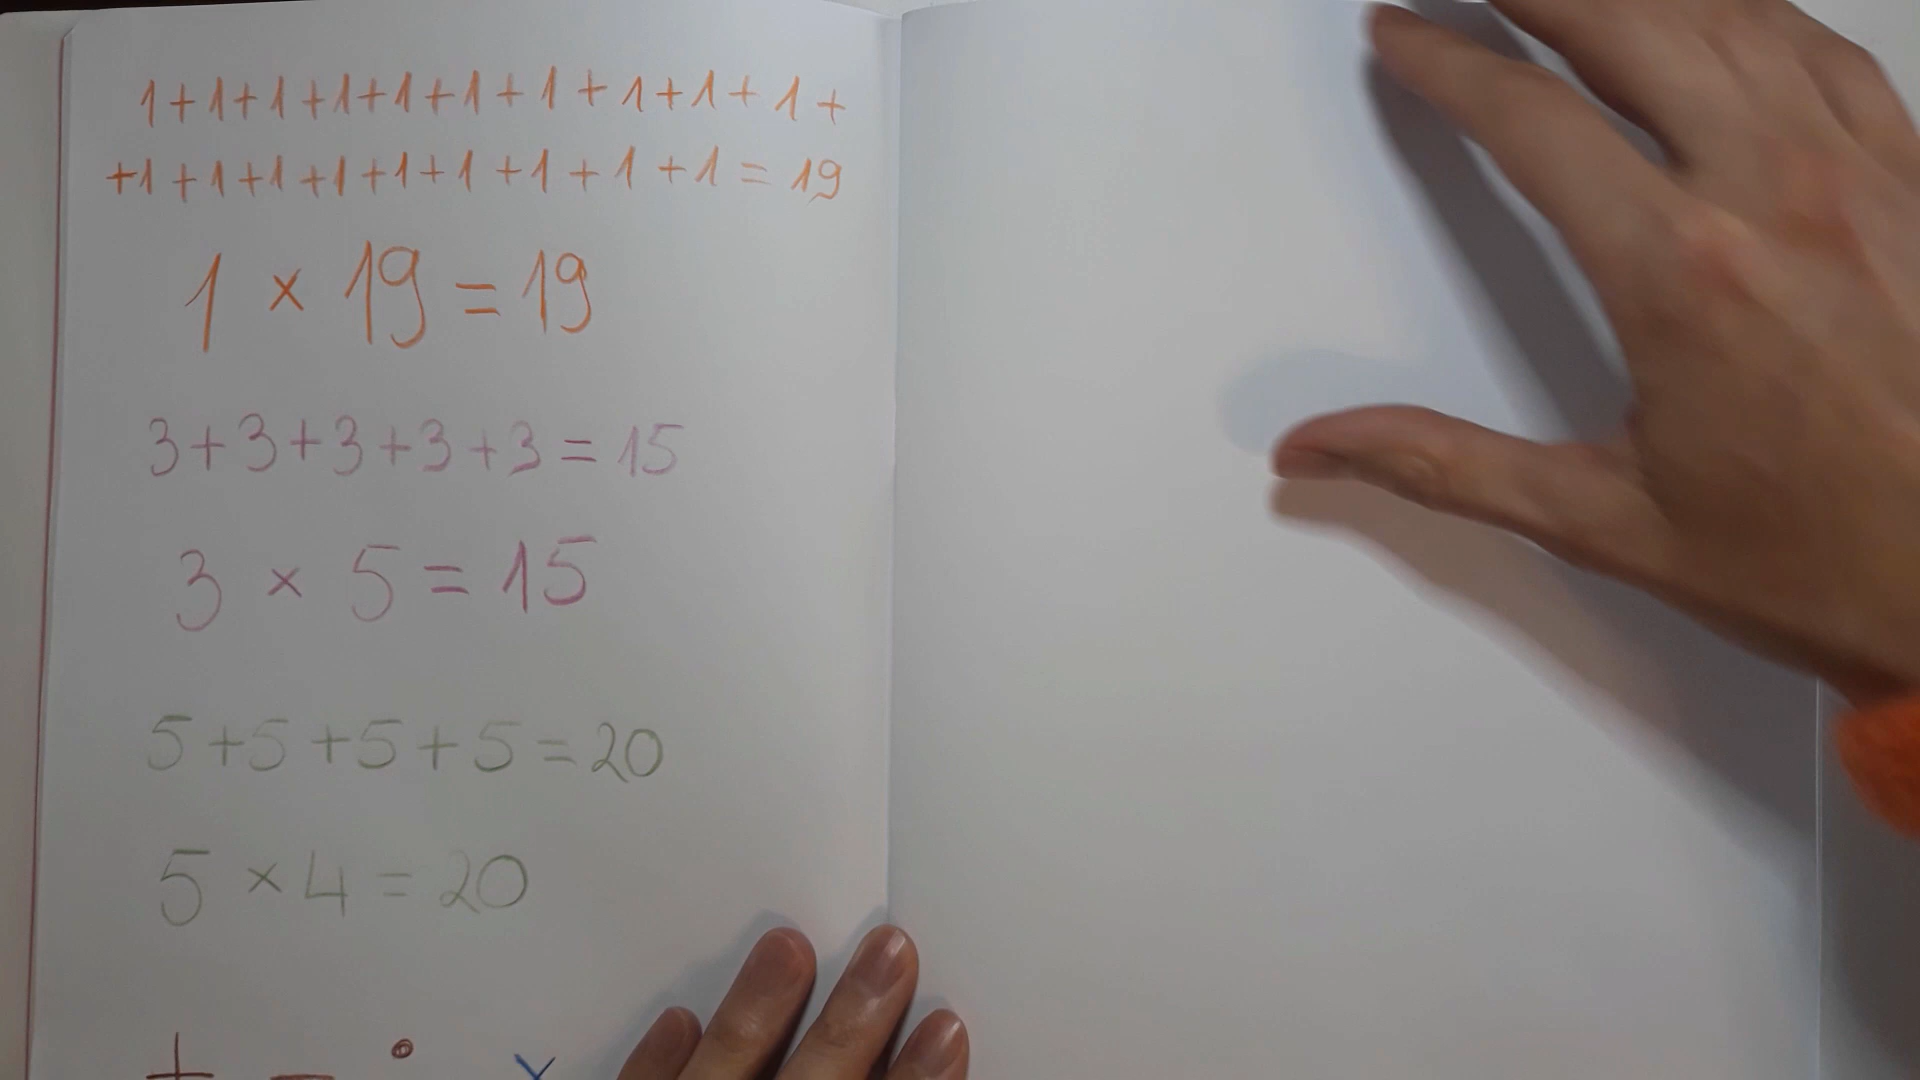 1+1+1+1+1+1+1+1+1+1+
+1+1+1+1+1+1+1+1+1=19
1 × 19 = 19
3+3+3+3+3=15
3 × 5 = 15
5+5+5+5=20
5 × 4 = 20
+ −